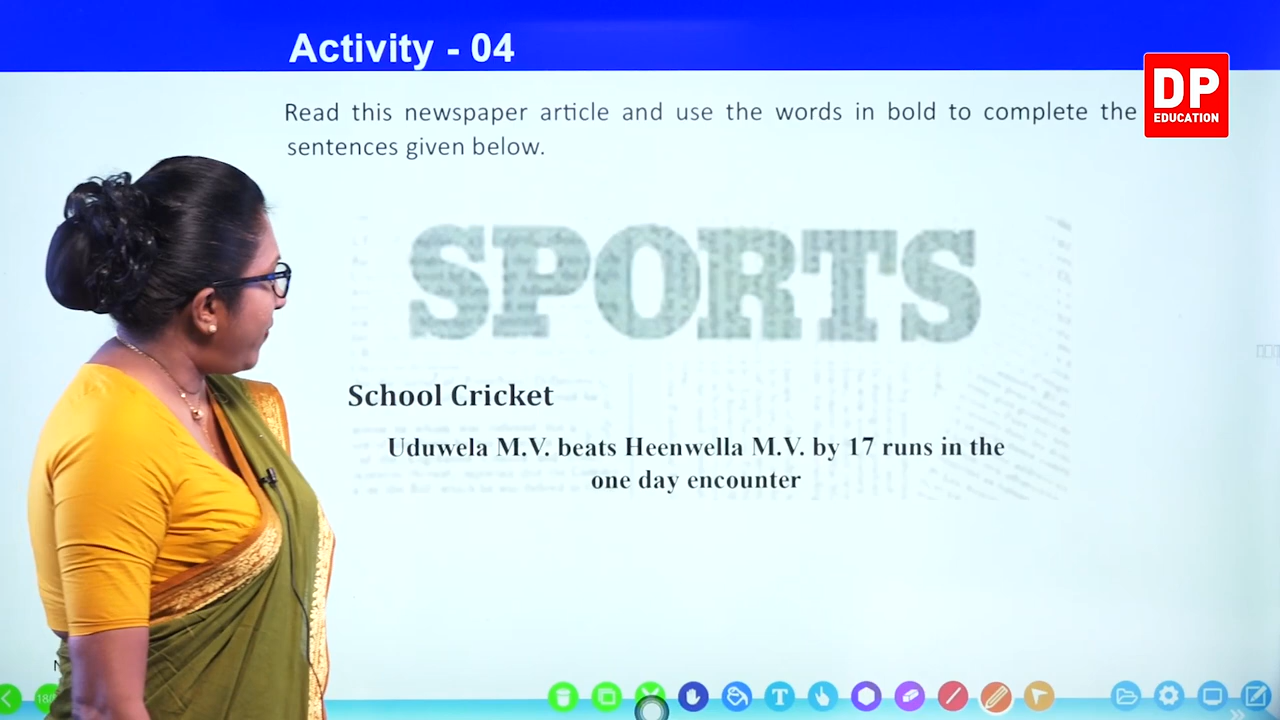 Activity - 04
DP
EDUCATION
Read this newspaper article and use the words in bold to complete the
sentences given below.
SPORTS
School Cricket
Uduwela M.V. beats Heenwella M.V. by 17 runs in the
one day encounter